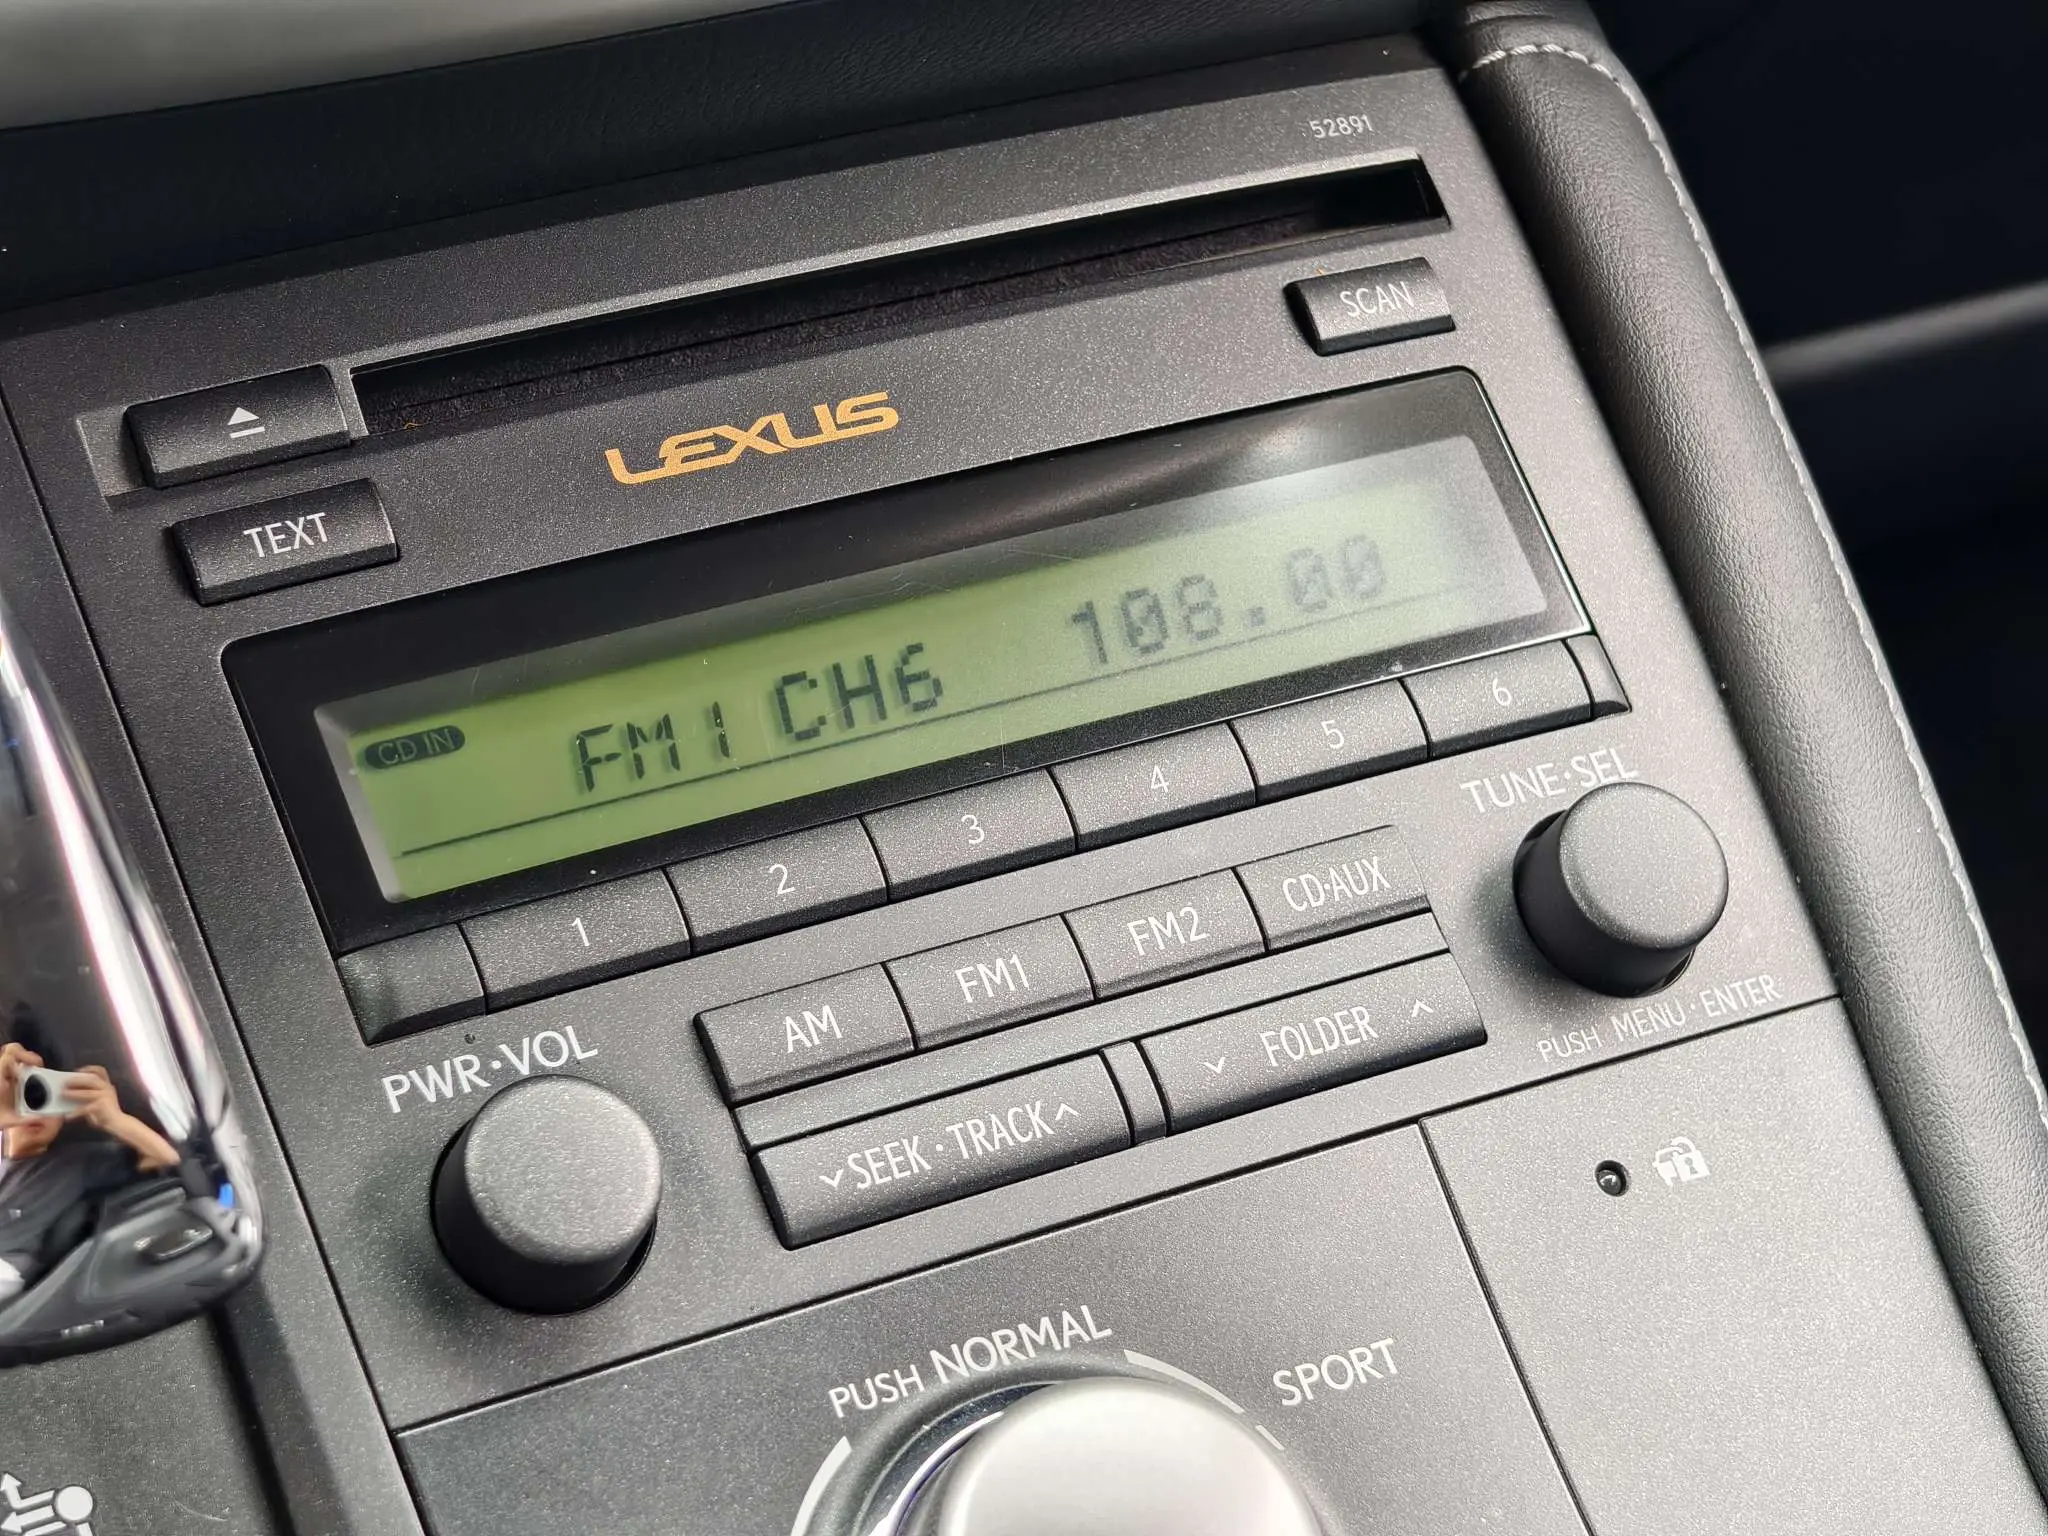 52891
SCAN
LEXUS
TEXT
CD IN FM1 CH6 108.00
1 2 3 4 5 6
TUNE·SEL
AM FM1 FM2 CD·AUX
PWR·VOL
SEEK·TRACK FOLDER
PUSH MENU·ENTER
PUSH NORMAL SPORT